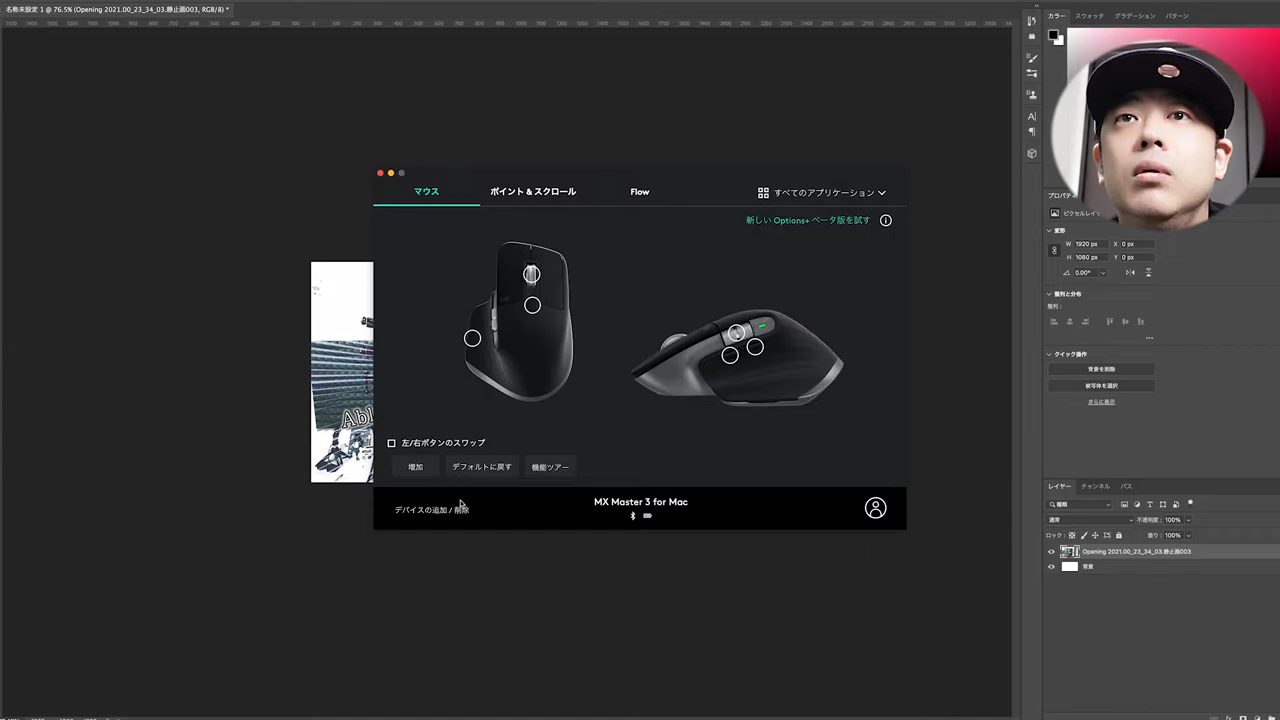 名称未設定 1 @ 76.5% (Opening 2021.00_23_34_03.静止画003, RGB/8) *
カラー スウォッチ グラデーション パターン
マウス ポイント & スクロール Flow すべてのアプリケーション
新しい Options+ ベータ版を試す
Abl
左/右ボタンのスワップ
増加 デフォルトに戻す 機能ツアー
デバイスの追加 / 削除
MX Master 3 for Mac
プロパティ
ピクセルレイ
変形
W 1920 px X 0 px
H 1080 px Y 0 px
0.00°
整列と分布
整列:
クイック操作
背景を削除
被写体を選択
さらに表示
レイヤー チャンネル パス
種類
通常 不透明度: 100%
ロック: 塗り: 100%
Opening 2021.00_23_34_03.静止画003
背景